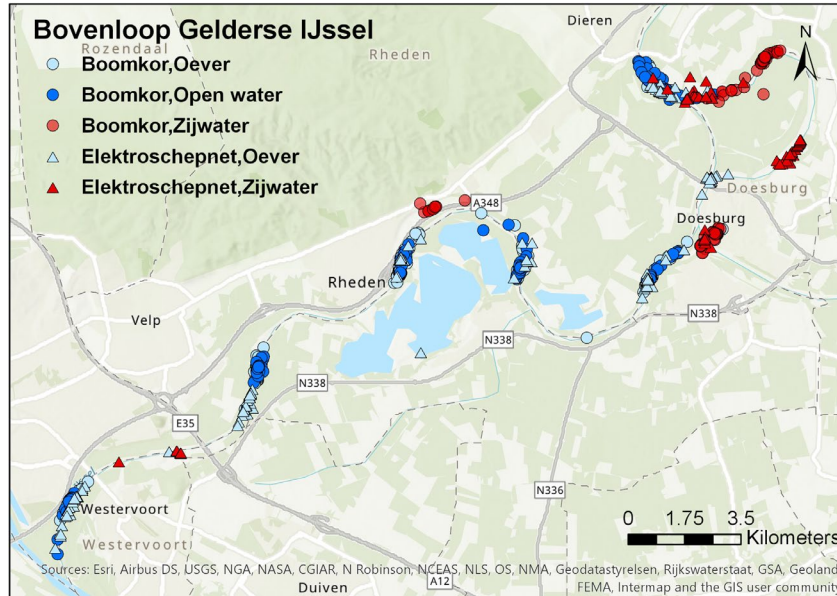 Bovenloop Gelderse IJssel
Boomkor,Oever
Boomkor,Open water
Boomkor,Zijwater
Elektroschepnet,Oever
Elektroschepnet,Zijwater
Rozendaal
Rheden
Dieren
N
A348
Doesburg
Doesburg
Rheden
Velp
N338
N338
N338
E35
N336
Westervoort
Westervoort
0 1.75 3.5
Kilometers
Duiven
A12
Sources: Esri, Airbus DS, USGS, NGA, NASA, CGIAR, N Robinson, NCEAS, NLS, OS, NMA, Geodatastyrelsen, Rijkswaterstaat, GSA, Geoland
FEMA, Intermap and the GIS user community